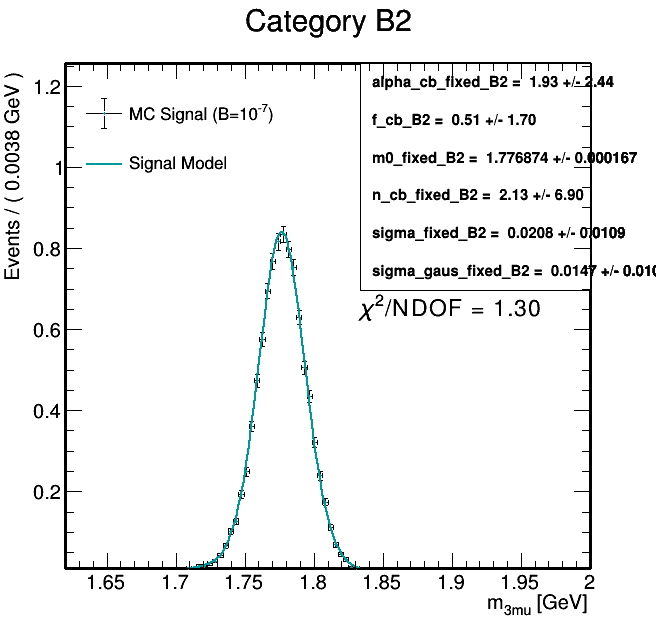 Category B2
Events / ( 0.0038 GeV )
1.2
1
0.8
0.6
0.4
0.2
MC Signal (B=10⁻⁷)
Signal Model
alpha_cb_fixed_B2 = 1.93 +/- 2.44
f_cb_B2 = 0.51 +/- 1.70
m0_fixed_B2 = 1.776874 +/- 0.000167
n_cb_fixed_B2 = 2.13 +/- 6.90
sigma_fixed_B2 = 0.0208 +/- 0.0109
sigma_gaus_fixed_B2 = 0.0147 +/- 0.010
χ²/NDOF = 1.30
1.65 1.7 1.75 1.8 1.85 1.9 1.95 2
m₃ₘᵤ [GeV]